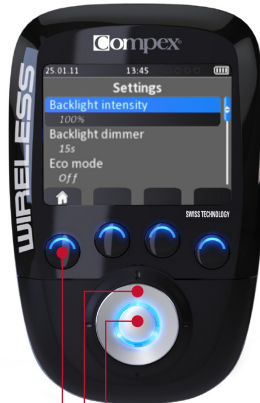 Compex
25.01.11 13:45
Settings
Backlight intensity
100%
Backlight dimmer
15s
Eco mode
Off
SWISS TECHNOLOGY
WIRELESS